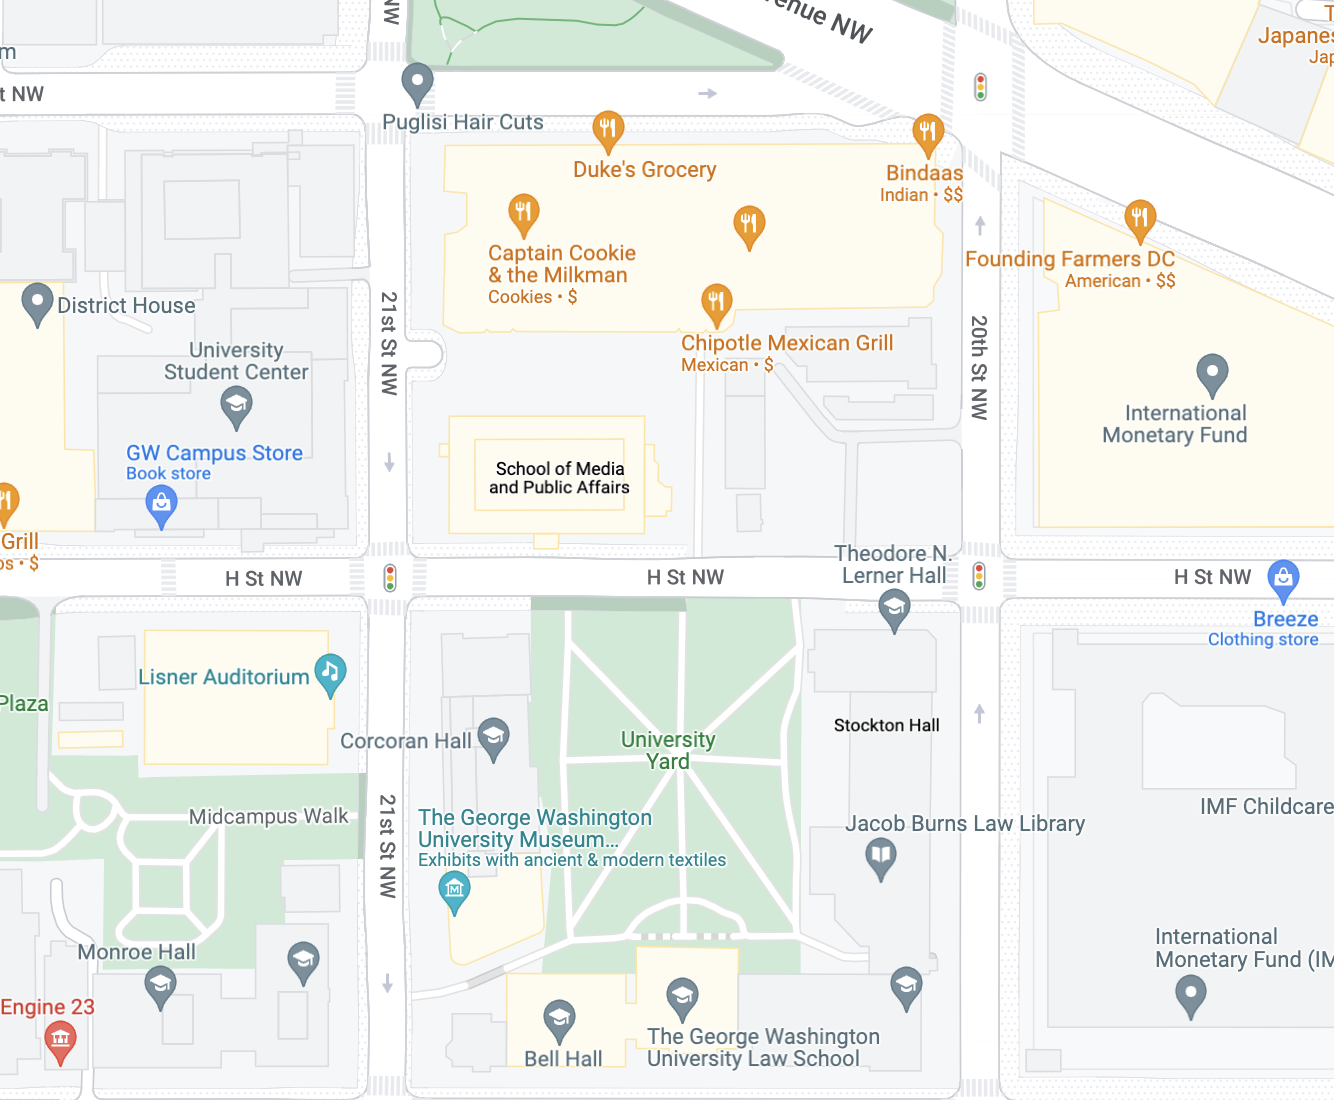 NW
enue NW
T
Japanes
Jap
m
t NW
Puglisi Hair Cuts
Duke's Grocery
Bindaas
Indian • $$
Captain Cookie
& the Milkman
Cookies • $
Founding Farmers DC
American • $$
District House
21st St NW
Chipotle Mexican Grill
Mexican • $
20th St NW
University
Student Center
International
Monetary Fund
GW Campus Store
Book store
School of Media
and Public Affairs
Grill
os • $
Theodore N.
Lerner Hall
H St NW
H St NW
H St NW
Breeze
Clothing store
Lisner Auditorium
Plaza
Corcoran Hall
University
Yard
Stockton Hall
Midcampus Walk
21st St NW
The George Washington
University Museum...
Exhibits with ancient & modern textiles
Jacob Burns Law Library
IMF Childcare
M
Monroe Hall
International
Monetary Fund (IM
Engine 23
Bell Hall
The George Washington
University Law School